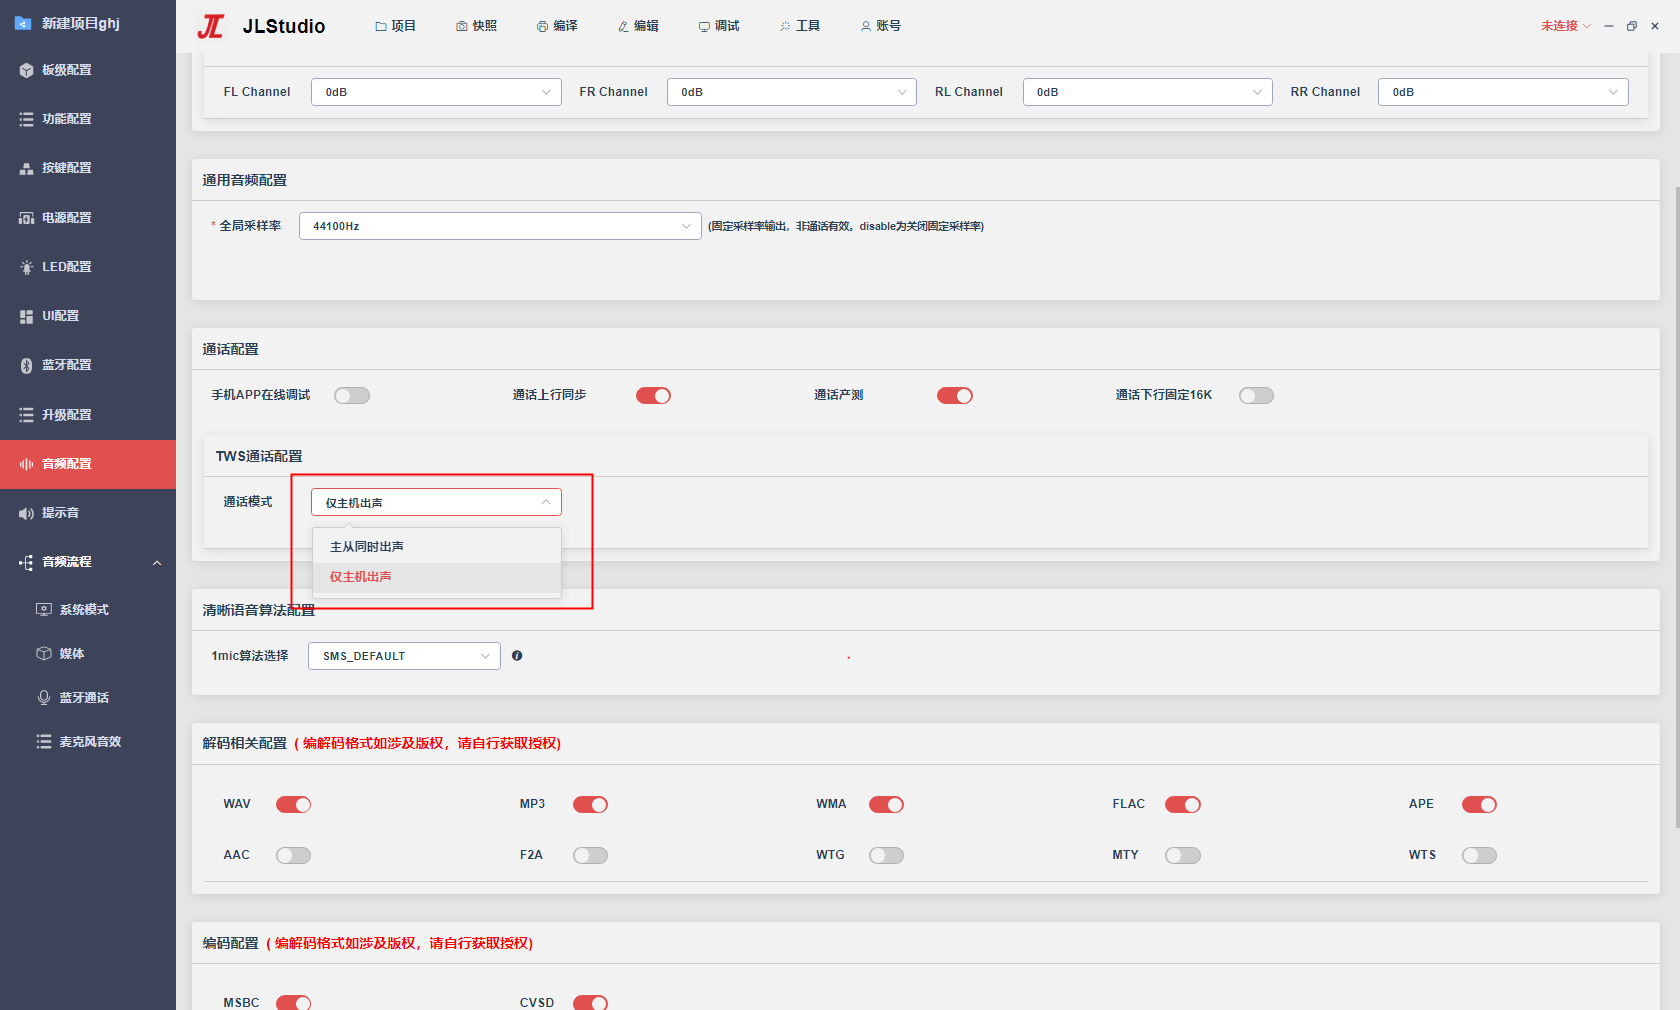 新建项目ghj
JLStudio
项目
快照
编译
编辑
调试
工具
账号
未连接
板级配置
功能配置
按键配置
电源配置
LED配置
UI配置
蓝牙配置
升级配置
音频配置
提示音
音频流程
系统模式
媒体
蓝牙通话
麦克风音效
FL Channel 0dB FR Channel 0dB RL Channel 0dB RR Channel 0dB
通用音频配置
* 全局采样率 44100Hz (固定采样率输出，非通话有效。disable为关闭固定采样率)
通话配置
手机APP在线调试 通话上行同步 通话产测 通话下行固定16K
TWS通话配置
通话模式 仅主机出声
主从同时出声
仅主机出声
清晰语音算法配置
1mic算法选择 SMS_DEFAULT
解码相关配置 ( 编解码格式如涉及版权，请自行获取授权)
WAV MP3 WMA FLAC APE
AAC F2A WTG MTY WTS
编码配置 ( 编解码格式如涉及版权，请自行获取授权)
MSBC CVSD